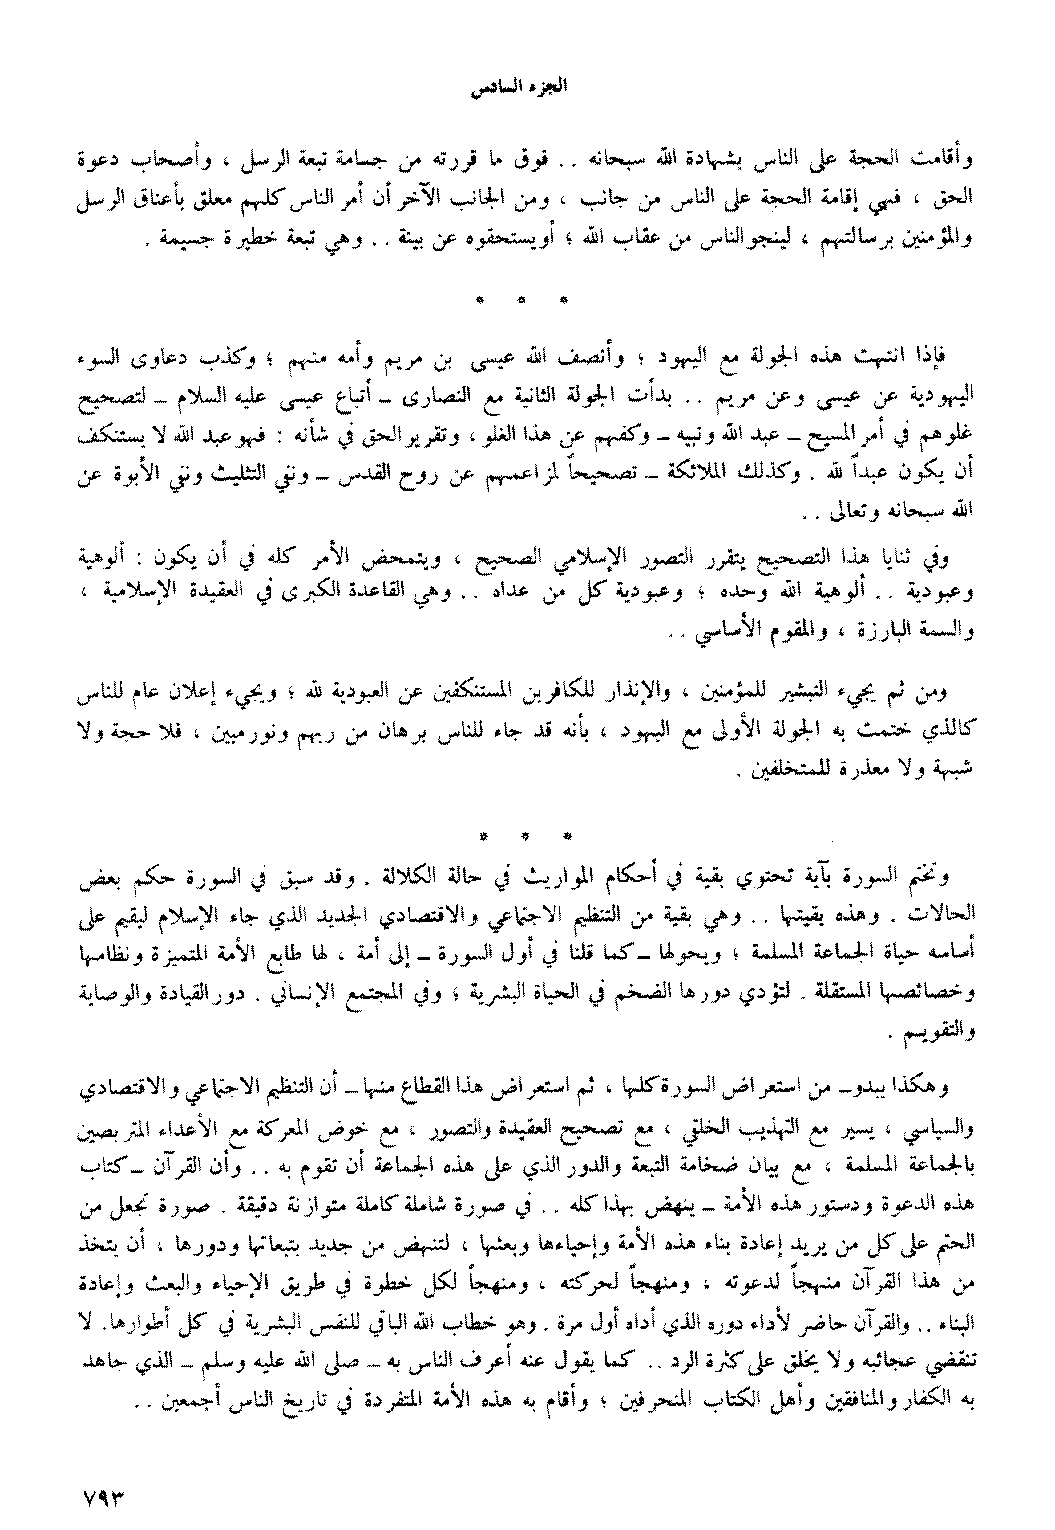 الجزء السادس
وأقامت الحجة على الناس بشهادة الله سبحانه .. فوق ما قررته من جسامة تبعة الرسل ، وأصحاب دعوة
الحق ، فهي إقامة الحجة على الناس من جانب ، ومن الجانب الآخر أن أمر الناس كلهم معلق بأعناق الرسل
والمؤمنين برسالتهم ، لينجو الناس من عقاب الله ؛ أو يستحقوه عن بينة .. وهي تبعة خطيرة جسيمة .
* * *
فإذا انتهت هذه الجولة مع اليهود ؛ وأنصف الله عيسى بن مريم وأمه منهم ؛ وكذب دعاوى السوء
اليهودية عن عيسى وعن مريم .. بدأت الجولة الثانية مع النصارى – أتباع عيسى عليه السلام – لتصحيح
غلوهم في أمر المسيح – عبد الله ونبيه – وكفهم عن هذا الغلو ، وتقرير الحق في شأنه : فهو عبد الله لا يستنكف
أن يكون عبداً لله . وكذلك الملائكة – تصحيحاً لمزاعمهم عن روح القدس – ونفي التثليث ونفي الأبوة عن
الله سبحانه وتعالى ..
وفي ثنايا هذا التصحيح يتقرر التصور الإسلامي الصحيح ، ويتمحض الأمر كله في أن يكون : ألوهية
وعبودية .. ألوهية الله وحده ؛ وعبودية كل من عداه .. وهي القاعدة الكبرى في العقيدة الإسلامية ،
والسمة البارزة ، والمقوم الأساسي ..
ومن ثم يجيء التبشير للمؤمنين ، والإنذار للكافرين المستنكفين عن العبودية لله ؛ ويجيء إعلان عام للناس
كالذي ختمت به الجولة الأولى مع اليهود ، بأنه قد جاء للناس برهان من ربهم ونور مبين ، فلا حجة ولا
شبهة ولا معذرة للمتخلفين .
* * *
وتختم السورة بآية تحتوي بقية في أحكام المواريث في حالة الكلالة . وقد سبق في السورة حكم بعض
الحالات . وهذه بقيتها .. وهي بقية من التنظيم الاجتماعي والاقتصادي الجديد الذي جاء الإسلام ليقيم على
أساسه حياة الجماعة المسلمة ؛ ويحولها – كما قلنا في أول السورة – إلى أمة ، لها طابع الأمة المتميزة ونظامها
وخصائصها المستقلة . لتؤدي دورها الضخم في الحياة البشرية ؛ وفي المجتمع الإنساني . دور القيادة والوصاية
والتقويم .
وهكذا يبدو– من استعراض السورة كلها ، ثم استعراض هذا القطاع منها– أن التنظيم الاجتماعي والاقتصادي
والسياسي ، يسير مع التهذيب الخلقي ، مع تصحيح العقيدة والتصور ، مع خوض المعركة مع الأعداء المتربصين
بالجماعة المسلمة ، مع بيان ضخامة التبعة والدور الذي على هذه الجماعة أن تقوم به .. وأن القرآن – كتاب
هذه الدعوة ودستور هذه الأمة – ينهض بهذا كله .. في صورة شاملة كاملة متوازنة دقيقة . صورة تجعل من
الحتم على كل من يريد إعادة بناء هذه الأمة وإحياءها وبعثها ، لتنهض من جديد بتبعاتها ودورها ، أن يتخذ
من هذا القرآن منهجاً لدعوته ، ومنهجاً لحركته ، ومنهجاً لكل خطوة في طريق الإحياء والبعث وإعادة
البناء .. والقرآن حاضر لأداء دوره الذي أداه أول مرة . وهو خطاب الله الباقي للنفس البشرية في كل أطوارها. لا
تنقضي عجائبه ولا يخلق على كثرة الرد .. كما يقول عنه أعرف الناس به – صلى الله عليه وسلم – الذي جاهد
به الكفار والمنافقين وأهل الكتاب المنحرفين ؛ وأقام به هذه الأمة المتفردة في تاريخ الناس أجمعين ..
٧٩٣